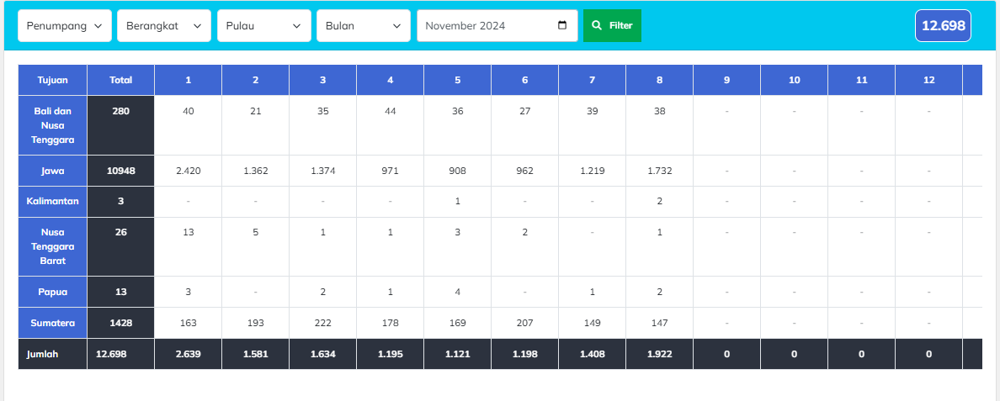 Penumpang Berangkat Pulau Bulan November 2024 Filter 12.698
Tujuan Total 1 2 3 4 5 6 7 8 9 10 11 12
Bali dan 280 40 21 35 44 36 27 39 38 - - - -
Nusa
Tenggara
Jawa 10948 2.420 1.362 1.374 971 908 962 1.219 1.732 - - - -
Kalimantan 3 - - - - 1 - - 2 - - - -
Nusa 26 13 5 1 1 3 2 - 1 - - - -
Tenggara
Barat
Papua 13 3 - 2 1 4 - 1 2 - - - -
Sumatera 1428 163 193 222 178 169 207 149 147 - - - -
Jumlah 12.698 2.639 1.581 1.634 1.195 1.121 1.198 1.408 1.922 0 0 0 0